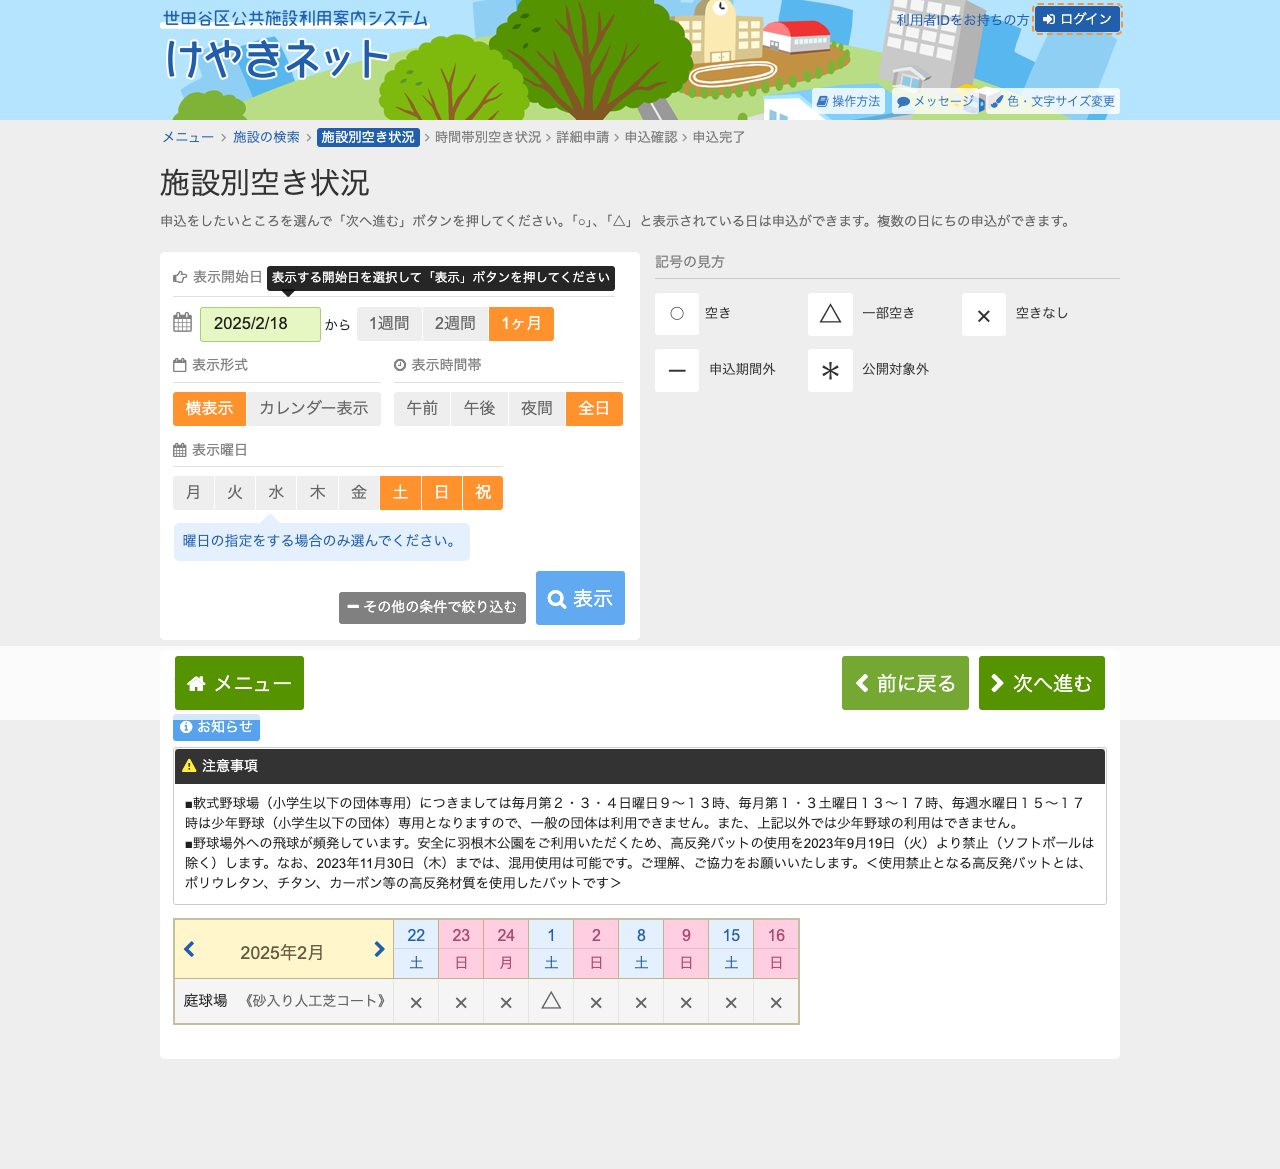 世田谷区公共施設利用案内システム
けやきネット
利用者IDをお持ちの方 ログイン
操作方法 メッセージ 色・文字サイズ変更
メニュー > 施設の検索 > 施設別空き状況 > 時間帯別空き状況 > 詳細申請 > 申込確認 > 申込完了
施設別空き状況
申込をしたいところを選んで「次へ進む」ボタンを押してください。「○」、「△」と表示されている日は申込ができます。複数の日にちの申込ができます。
表示開始日 表示する開始日を選択して「表示」ボタンを押してください
2025/2/18 から 1週間 2週間 1ヶ月
表示形式 表示時間帯
横表示 カレンダー表示 午前 午後 夜間 全日
表示曜日
月 火 水 木 金 土 日 祝
曜日の指定をする場合のみ選んでください。
その他の条件で絞り込む 表示
記号の見方
○ 空き △ 一部空き × 空きなし
－ 申込期間外 ＊ 公開対象外
メニュー 前に戻る 次へ進む
お知らせ
注意事項
■軟式野球場（小学生以下の団体専用）につきましては毎月第２・３・４日曜日９～１３時、毎月第１・３土曜日１３～１７時、毎週水曜日１５～１７
時は少年野球（小学生以下の団体）専用となりますので、一般の団体は利用できません。また、上記以外では少年野球の利用はできません。
■野球場外への飛球が頻発しています。安全に羽根木公園をご利用いただくため、高反発バットの使用を2023年9月19日（火）より禁止（ソフトボールは
除く）します。なお、2023年11月30日（木）までは、混用使用は可能です。ご理解、ご協力をお願いいたします。＜使用禁止となる高反発バットとは、
ポリウレタン、チタン、カーボン等の高反発材質を使用したバットです＞
2025年2月 22 23 24 1 2 8 9 15 16
土 日 月 土 日 土 日 土 日
庭球場 《砂入り人工芝コート》 × × × △ × × × × ×